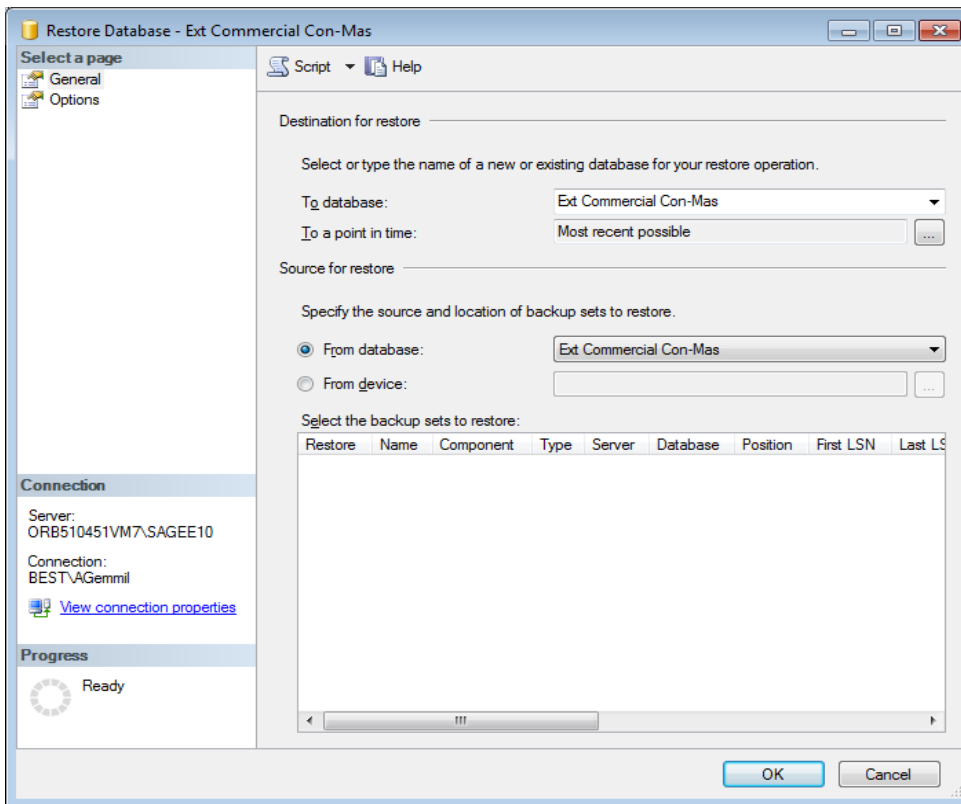 Restore Database - Ext Commercial Con-Mas
Select a page
General
Options
Script Help
Destination for restore
Select or type the name of a new or existing database for your restore operation.
To database: Ext Commercial Con-Mas
To a point in time: Most recent possible ...
Source for restore
Specify the source and location of backup sets to restore.
From database: Ext Commercial Con-Mas
From device: ...
Select the backup sets to restore:
Restore Name Component Type Server Database Position First LSN Last LS
Connection
Server:
ORB510451VM7\SAGEE10
Connection:
BEST\AGemmil
View connection properties
Progress
Ready
OK Cancel